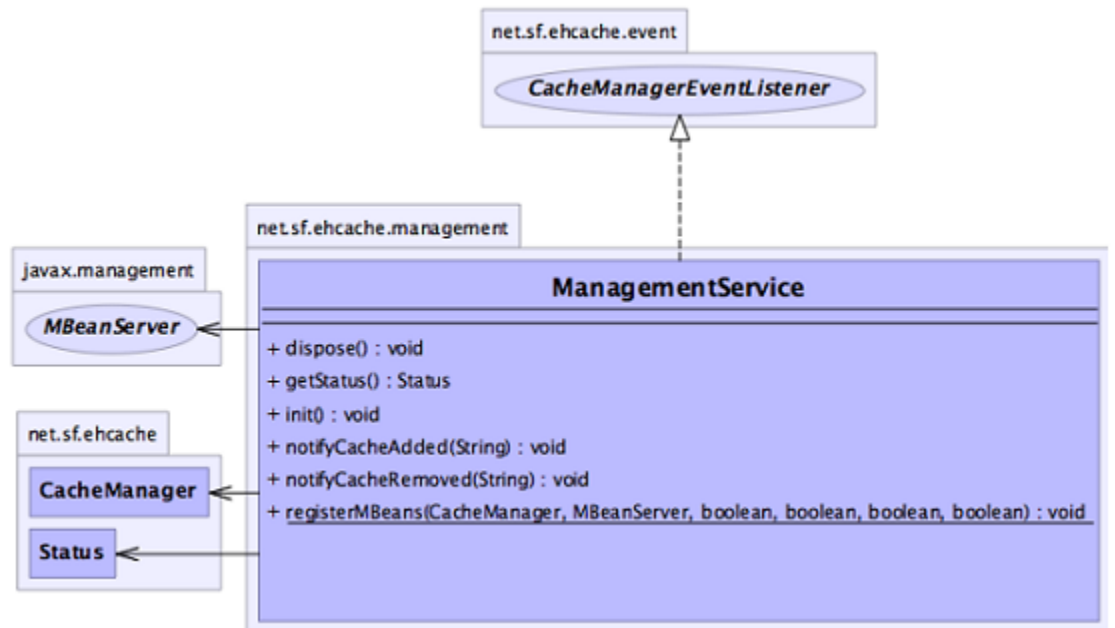 net.sf.ehcache.event
CacheManagerEventListener
net.sf.ehcache.management
javax.management
ManagementService
MBeanServer
+ dispose() : void
+ getStatus() : Status
+ init() : void
net.sf.ehcache
+ notifyCacheAdded(String) : void
+ notifyCacheRemoved(String) : void
CacheManager
+ registerMBeans(CacheManager, MBeanServer, boolean, boolean, boolean, boolean) : void
Status